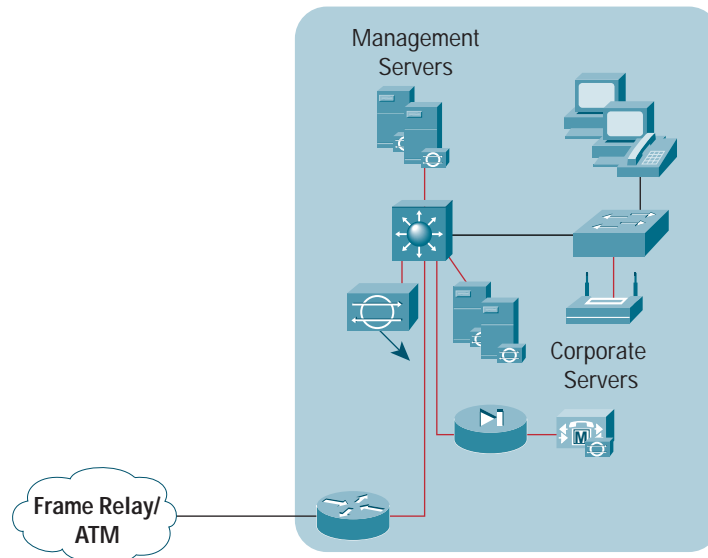 Management
Servers
Corporate
Servers
M
Frame Relay/
ATM